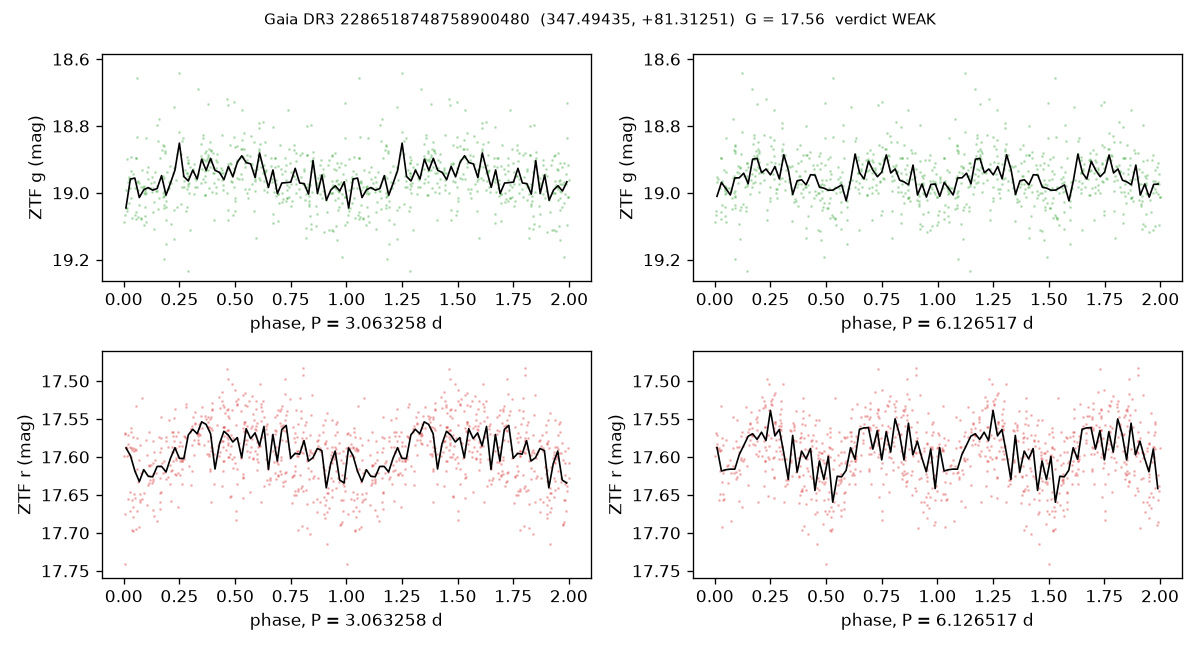 Gaia DR3 2286518748758900480 (347.49435, +81.31251) G = 17.56 verdict WEAK
18.6
18.8
19.0
19.2
ZTF g (mag)
0.00 0.25 0.50 0.75 1.00 1.25 1.50 1.75 2.00
phase, P = 3.063258 d
18.6
18.8
19.0
19.2
ZTF g (mag)
0.00 0.25 0.50 0.75 1.00 1.25 1.50 1.75 2.00
phase, P = 6.126517 d
17.50
17.55
17.60
17.65
17.70
17.75
ZTF r (mag)
0.00 0.25 0.50 0.75 1.00 1.25 1.50 1.75 2.00
phase, P = 3.063258 d
17.50
17.55
17.60
17.65
17.70
17.75
ZTF r (mag)
0.00 0.25 0.50 0.75 1.00 1.25 1.50 1.75 2.00
phase, P = 6.126517 d